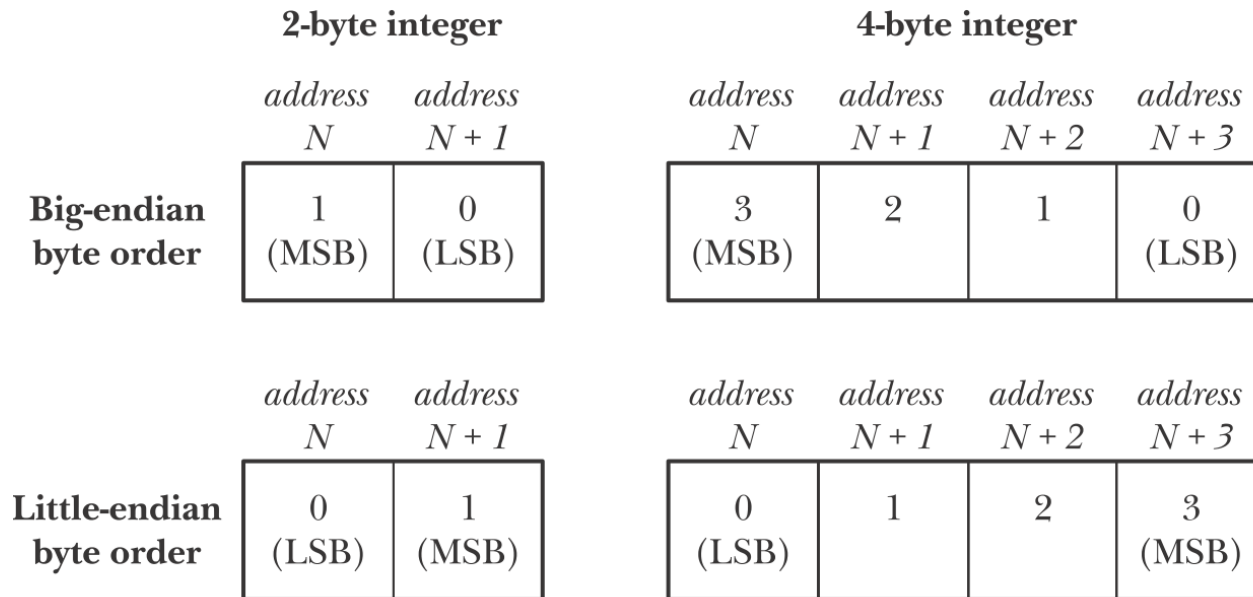 2-byte integer 4-byte integer
address address address address address address
N N + 1 N N + 1 N + 2 N + 3
Big-endian 1 0 3 2 1 0
byte order (MSB) (LSB) (MSB) (LSB)
address address address address address address
N N + 1 N N + 1 N + 2 N + 3
Little-endian 0 1 0 1 2 3
byte order (LSB) (MSB) (LSB) (MSB)